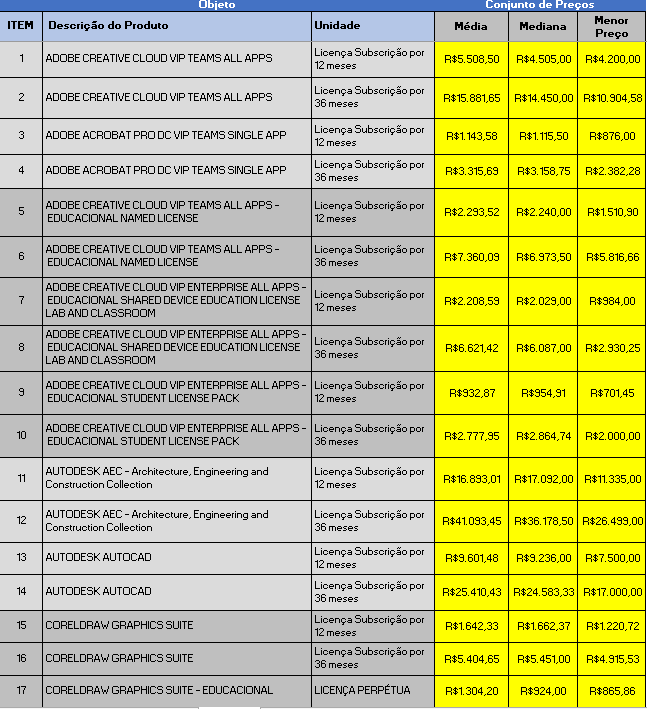 Objeto Conjunto de Preços
ITEM Descrição do Produto Unidade Média Mediana Menor Preço
1 ADOBE CREATIVE CLOUD VIP TEAMS ALL APPS Licença Subscrição por 12 meses R$5.508,50 R$4.505,00 R$4.200,00
2 ADOBE CREATIVE CLOUD VIP TEAMS ALL APPS Licença Subscrição por 36 meses R$15.881,65 R$14.450,00 R$10.904,58
3 ADOBE ACROBAT PRO DC VIP TEAMS SINGLE APP Licença Subscrição por 12 meses R$1.143,58 R$1.115,50 R$876,00
4 ADOBE ACROBAT PRO DC VIP TEAMS SINGLE APP Licença Subscrição por 36 meses R$3.315,69 R$3.158,75 R$2.382,28
5 ADOBE CREATIVE CLOUD VIP TEAMS ALL APPS - EDUCACIONAL NAMED LICENSE Licença Subscrição por 12 meses R$2.293,52 R$2.240,00 R$1.510,90
6 ADOBE CREATIVE CLOUD VIP TEAMS ALL APPS - EDUCACIONAL NAMED LICENSE Licença Subscrição por 36 meses R$7.360,09 R$6.973,50 R$5.816,66
7 ADOBE CREATIVE CLOUD VIP ENTERPRISE ALL APPS - EDUCACIONAL SHARED DEVICE EDUCATION LICENSE LAB AND CLASSROOM Licença Subscrição por 12 meses R$2.208,59 R$2.029,00 R$984,00
8 ADOBE CREATIVE CLOUD VIP ENTERPRISE ALL APPS - EDUCACIONAL SHARED DEVICE EDUCATION LICENSE LAB AND CLASSROOM Licença Subscrição por 36 meses R$6.621,42 R$6.087,00 R$2.930,25
9 ADOBE CREATIVE CLOUD VIP ENTERPRISE ALL APPS - EDUCACIONAL STUDENT LICENSE PACK Licença Subscrição por 12 meses R$932,87 R$954,91 R$701,45
10 ADOBE CREATIVE CLOUD VIP ENTERPRISE ALL APPS - EDUCACIONAL STUDENT LICENSE PACK Licença Subscrição por 36 meses R$2.777,95 R$2.864,74 R$2.000,00
11 AUTODESK AEC - Architecture, Engineering and Construction Collection Licença Subscrição por 12 meses R$16.893,01 R$17.092,00 R$11.335,00
12 AUTODESK AEC - Architecture, Engineering and Construction Collection Licença Subscrição por 36 meses R$41.093,45 R$36.178,50 R$26.499,00
13 AUTODESK AUTOCAD Licença Subscrição por 12 meses R$9.601,48 R$9.236,00 R$7.500,00
14 AUTODESK AUTOCAD Licença Subscrição por 36 meses R$25.410,43 R$24.583,33 R$17.000,00
15 CORELDRAW GRAPHICS SUITE Licença Subscrição por 12 meses R$1.642,33 R$1.662,37 R$1.220,72
16 CORELDRAW GRAPHICS SUITE Licença Subscrição por 36 meses R$5.404,65 R$5.451,00 R$4.915,53
17 CORELDRAW GRAPHICS SUITE - EDUCACIONAL LICENÇA PERPÉTUA R$1.304,20 R$924,00 R$865,86